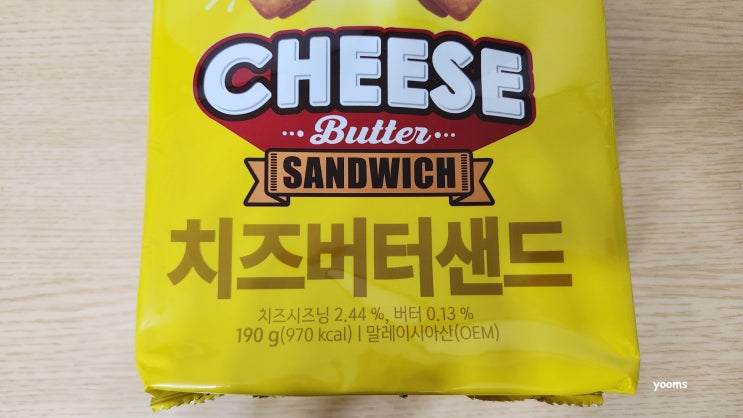 CHEESE
Butter
SANDWICH
치즈버터샌드
치즈시즈닝 2.44 %, 버터 0.13 %
190 g(970 kcal) | 말레이시아산(OEM)
yooms